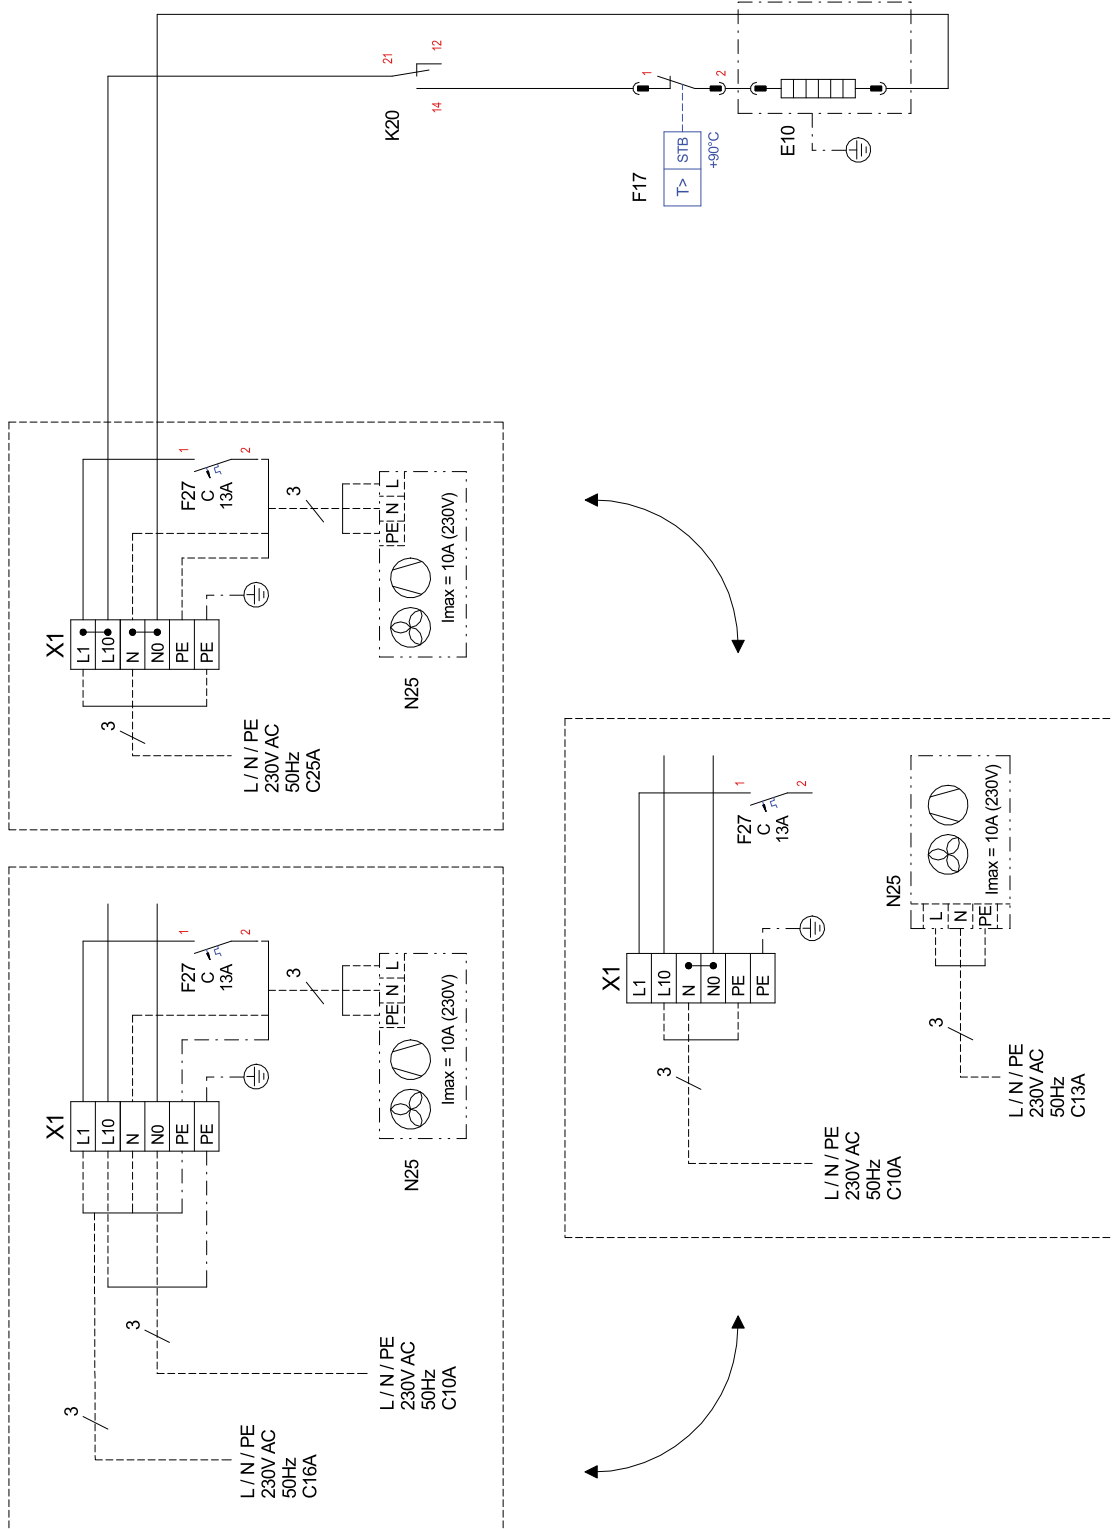 21
12
K20
14
1
2
F17
T>
STB
+90°C
E10
X1
L1
L10
N
N0
PE
PE
1
F27
C
13A
2
3
PE
N
L
Imax = 10A (230V)
N25
3
L / N / PE
230V AC
50Hz
C25A
X1
L1
L10
N
N0
PE
PE
1
F27
C
13A
2
3
PE
N
L
Imax = 10A (230V)
N25
3
L / N / PE
230V AC
50Hz
C10A
3
L / N / PE
230V AC
50Hz
C16A
X1
L1
L10
N
N0
PE
PE
1
F27
C
13A
2
3
L / N / PE
230V AC
50Hz
C10A
N25
L
N
PE
Imax = 10A (230V)
3
L / N / PE
230V AC
50Hz
C13A